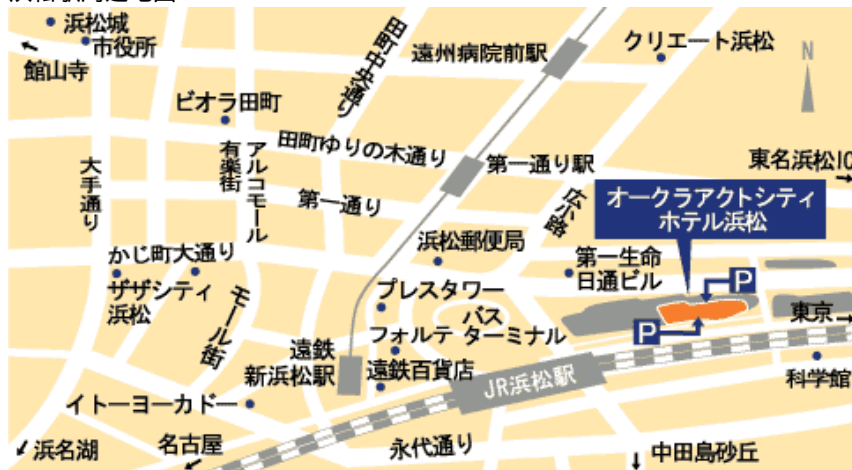 浜松城
市役所
館山寺
田町中央通り
遠州病院前駅
クリエート浜松
N
ビオラ田町
アルコモール
有楽街
田町ゆりの木通り
第一通り駅
東名浜松IC
大手通り
第一通り
広小路
オークラアクトシティ
ホテル浜松
かじ町大通り
浜松郵便局
第一生命
日通ビル
ザザシティ
浜松
モール街
プレスタワー
バス
ターミナル
フォルテ
P
P
東京
遠鉄
新浜松駅
遠鉄百貨店
JR浜松駅
科学館
イトーヨーカドー
浜名湖
名古屋
永代通り
中田島砂丘